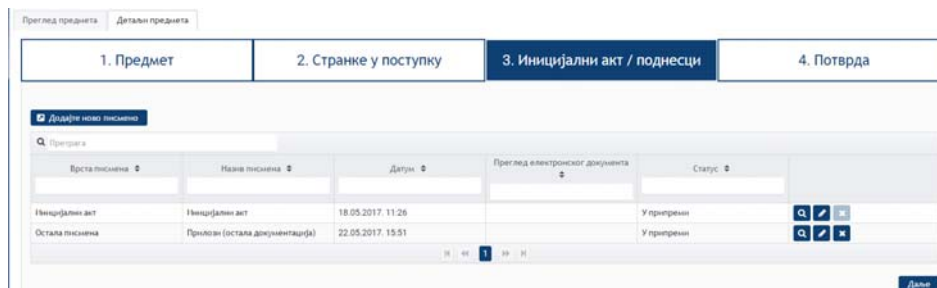 Преглед предмета Детаљи предмета
1. Предмет 2. Странке у поступку 3. Иницијални акт / поднесци 4. Потврда
Додајте ново писмено
Претрага
Врста писмена Назив писмена Датум Преглед електронског документа Статус
Иницијални акт Иницијални акт 18.05.2017. 11:26 У припреми
Остала писмена Прилози (остала документација) 22.05.2017. 15:51 У припреми
1
Даље